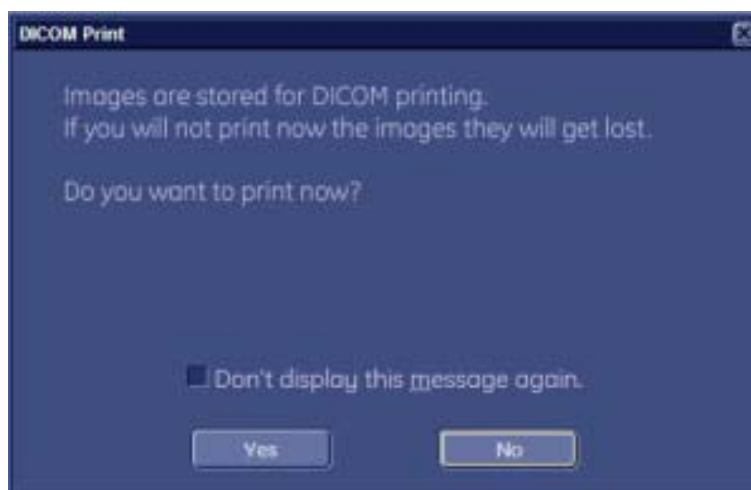 DICOM Print
Images are stored for DICOM printing.
If you will not print now the images they will get lost.
Do you want to print now?
Don't display this message again.
Yes No